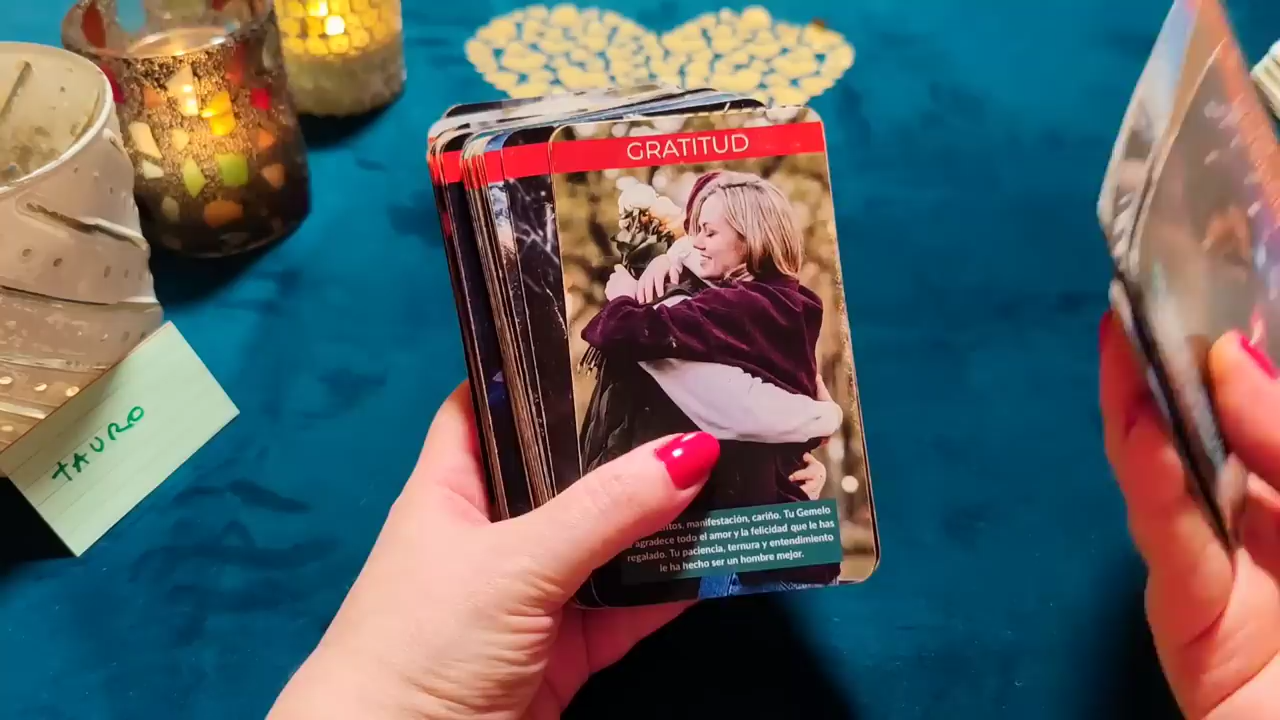 GRATITUD
manifestación, cariño. Tu Gemelo
agradece todo el amor y la felicidad que le has
regalado. Tu paciencia, ternura y entendimiento
le ha hecho ser un hombre mejor.
TAURO